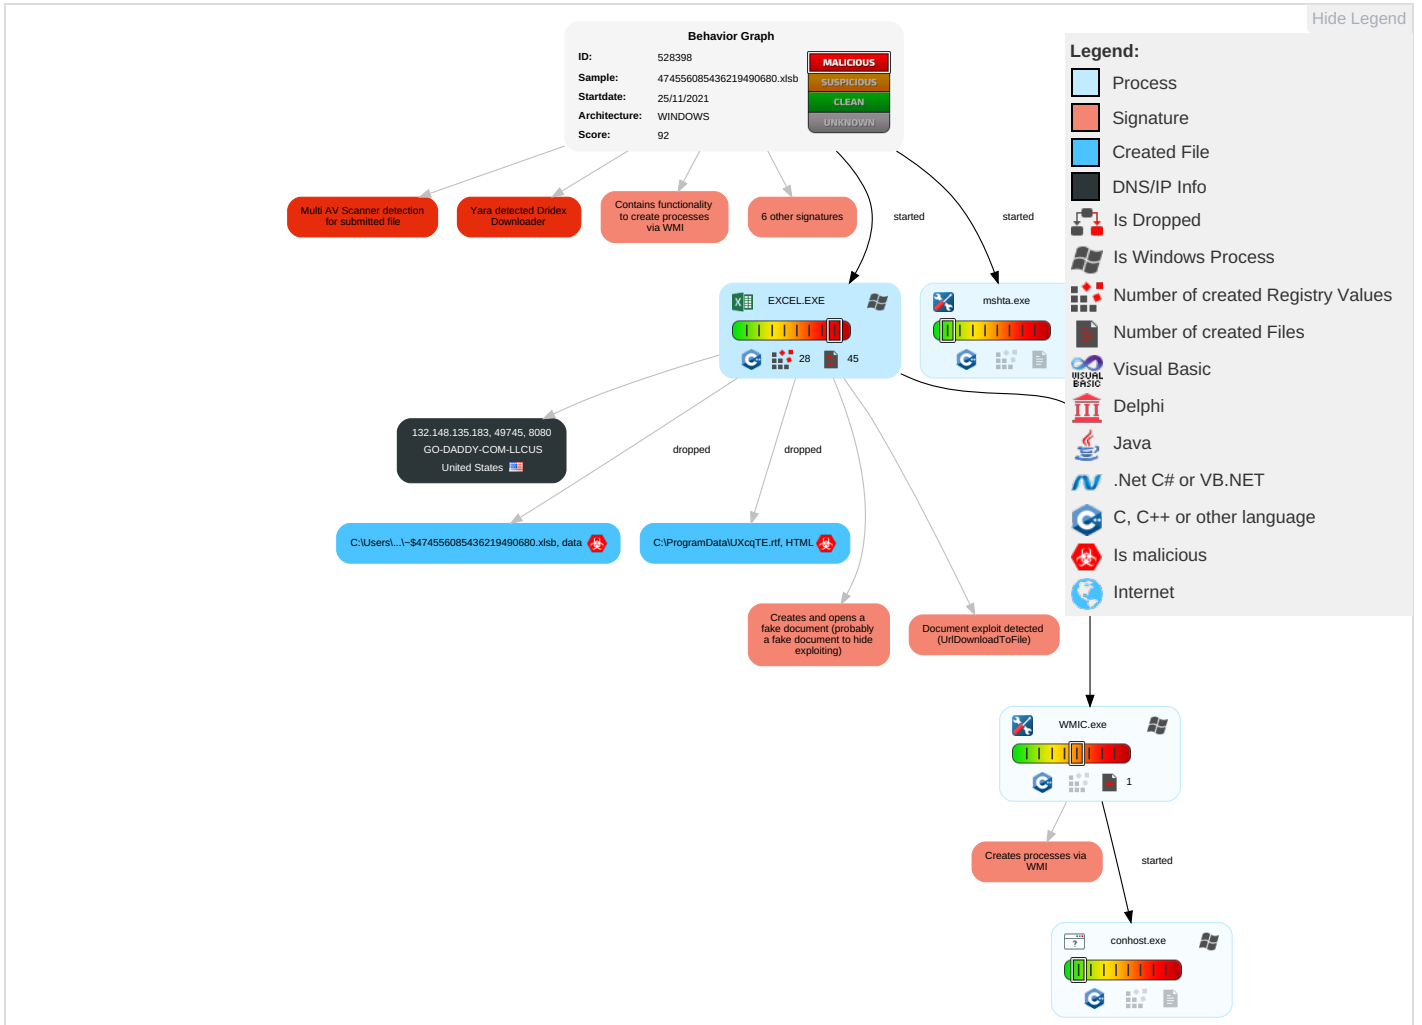 Hide Legend
Behavior Graph
ID: 528398
Sample: 474556085436219490680.xlsb
Startdate: 25/11/2021
Architecture: WINDOWS
Score: 92
MALICIOUS
SUSPICIOUS
CLEAN
UNKNOWN
Legend:
Process
Signature
Created File
DNS/IP Info
Is Dropped
Is Windows Process
Number of created Registry Values
Number of created Files
VISUAL
BASIC
Visual Basic
Delphi
Java
.Net C# or VB.NET
C, C++ or other language
Is malicious
Internet
Multi AV Scanner detection
for submitted file
Yara detected Dridex
Downloader
Contains functionality
to create processes
via WMI
6 other signatures
started
started
EXCEL.EXE
28
45
mshta.exe
132.148.135.183, 49745, 8080
GO-DADDY-COM-LLCUS
United States
dropped
dropped
C:\Users\...\~$474556085436219490680.xlsb, data
C:\ProgramData\UXcqTE.rtf, HTML
Creates and opens a
fake document (probably
a fake document to hide
exploiting)
Document exploit detected
(UrlDownloadToFile)
WMIC.exe
1
Creates processes via
WMI
started
conhost.exe